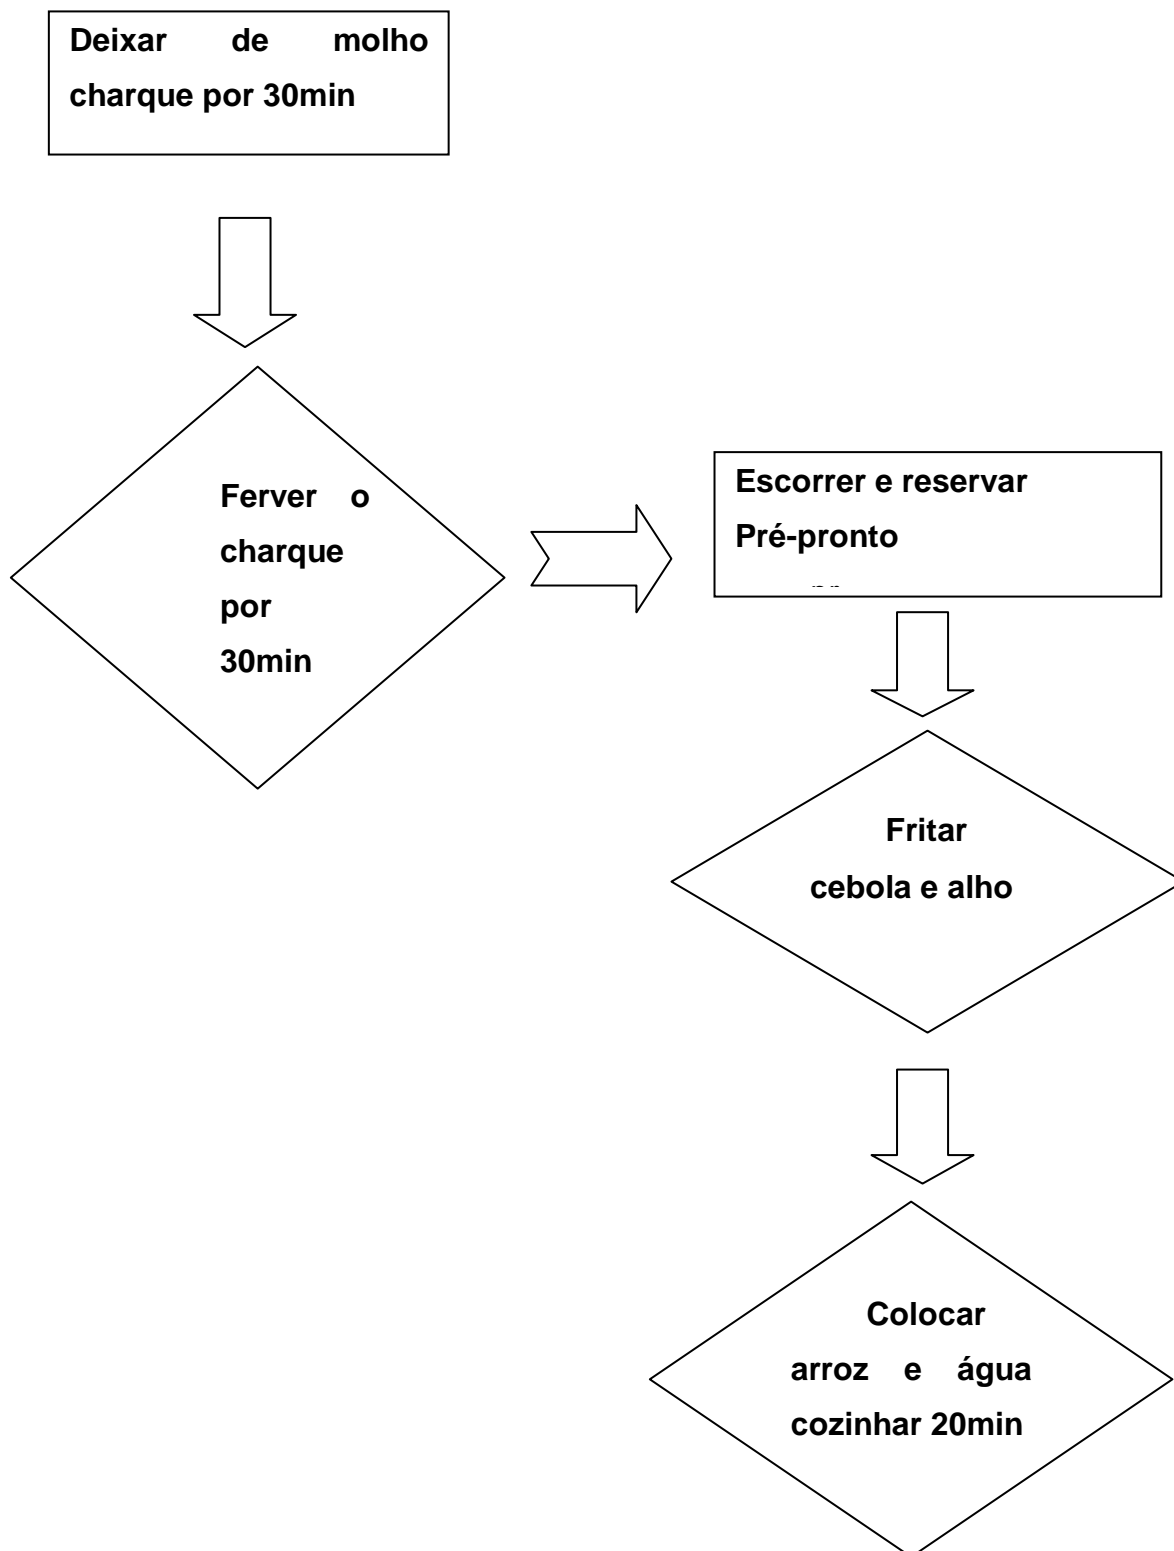 Deixar de molho
charque por 30min
Ferver o
charque
por
30min
Escorrer e reservar
Pré-pronto
Fritar
cebola e alho
Colocar
arroz e água
cozinhar 20min